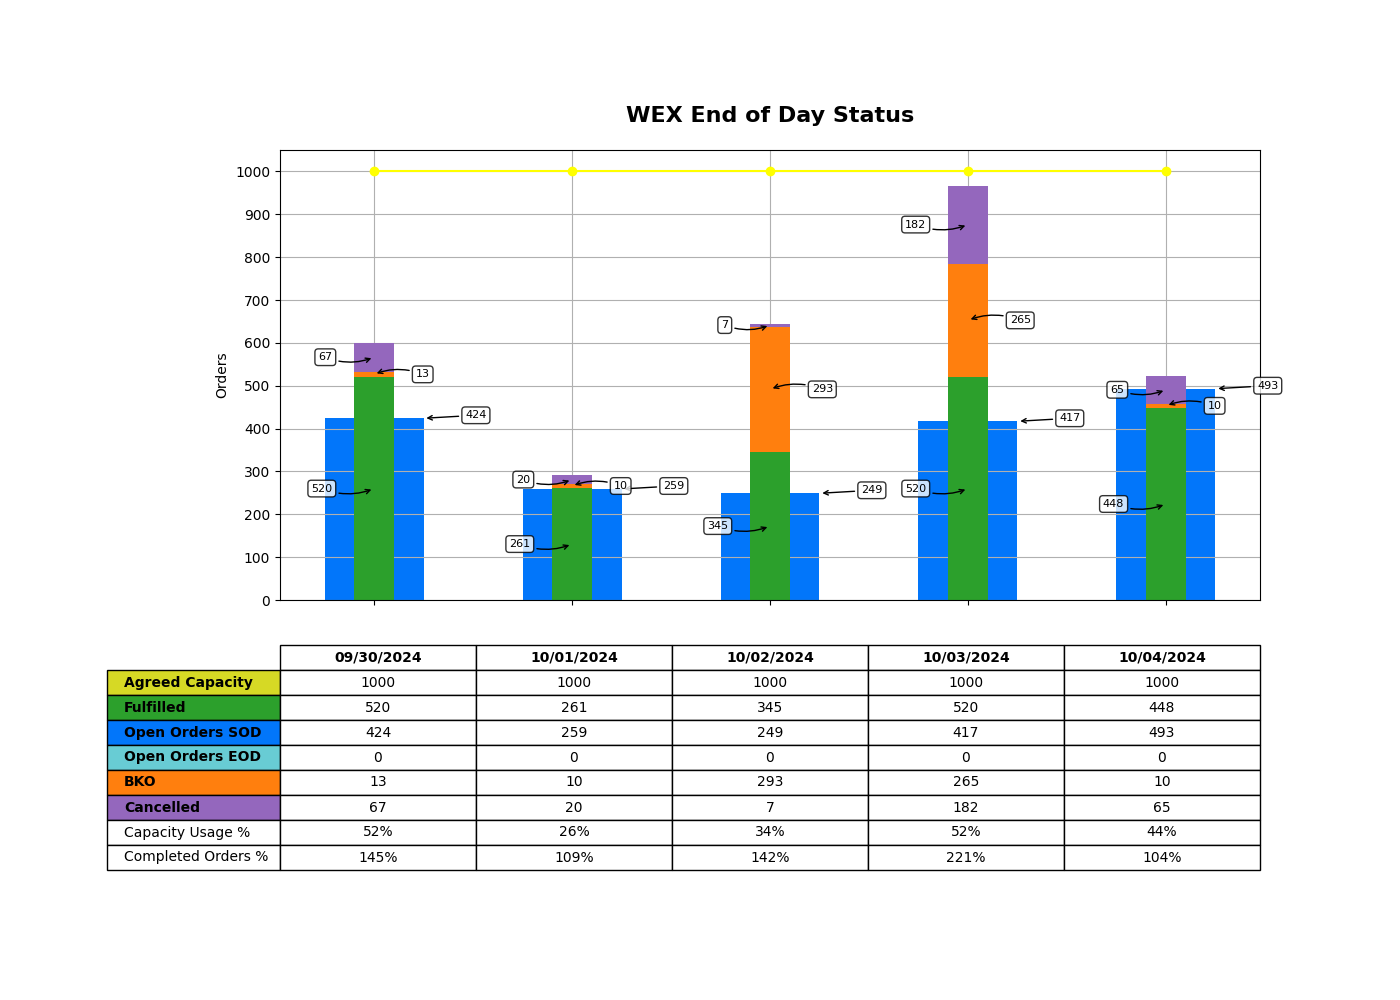 WEX End of Day Status
Orders
1000
900
800
700
600
500
400
300
200
100
0
67
13
424
520
20
10
259
261
7
293
249
345
182
265
417
520
65
493
10
448
09/30/2024 10/01/2024 10/02/2024 10/03/2024 10/04/2024
Agreed Capacity 1000 1000 1000 1000 1000
Fulfilled 520 261 345 520 448
Open Orders SOD 424 259 249 417 493
Open Orders EOD 0 0 0 0 0
BKO 13 10 293 265 10
Cancelled 67 20 7 182 65
Capacity Usage % 52% 26% 34% 52% 44%
Completed Orders % 145% 109% 142% 221% 104%